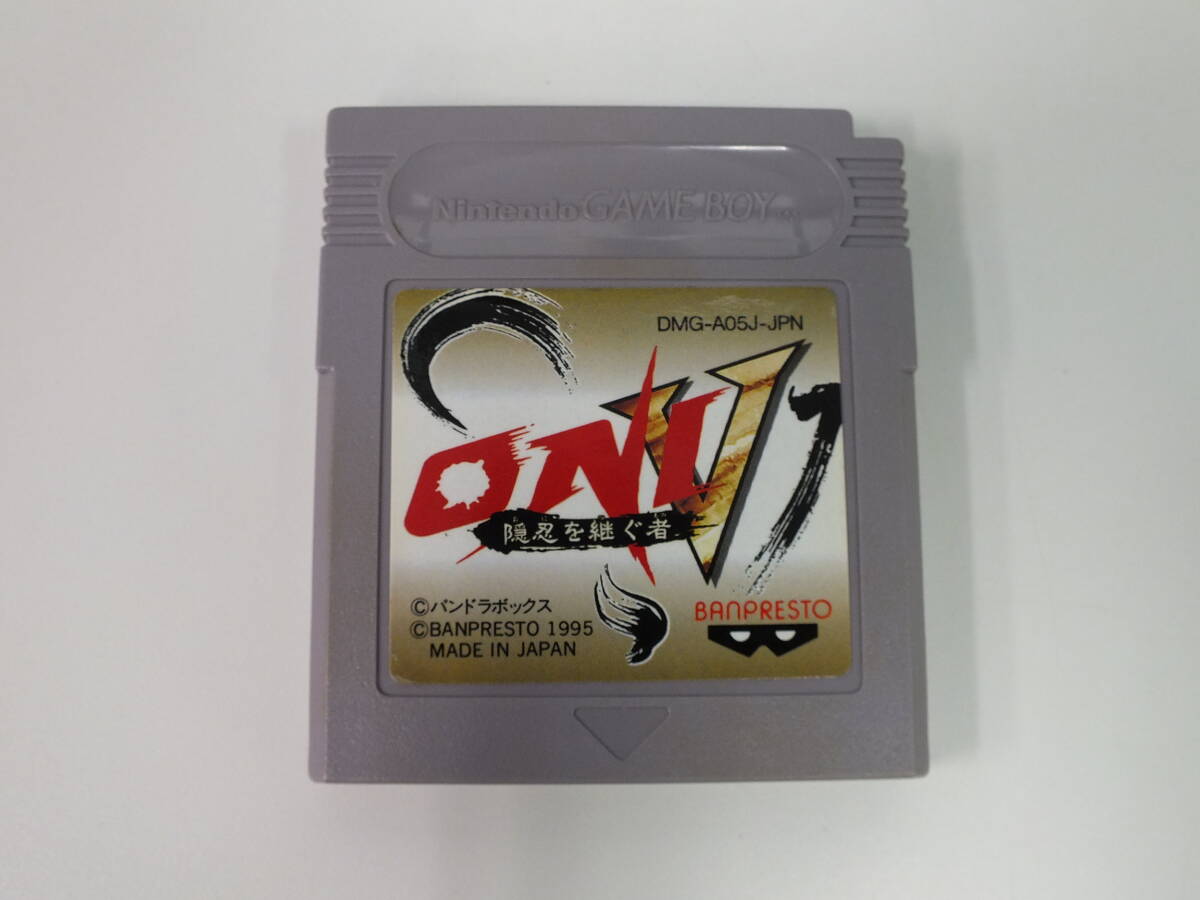 Nintendo GAME BOY
DMG-A05J-JPN
ONI V
隠忍を継ぐ者
©パンドラボックス
©BANPRESTO 1995
MADE IN JAPAN
BANPRESTO